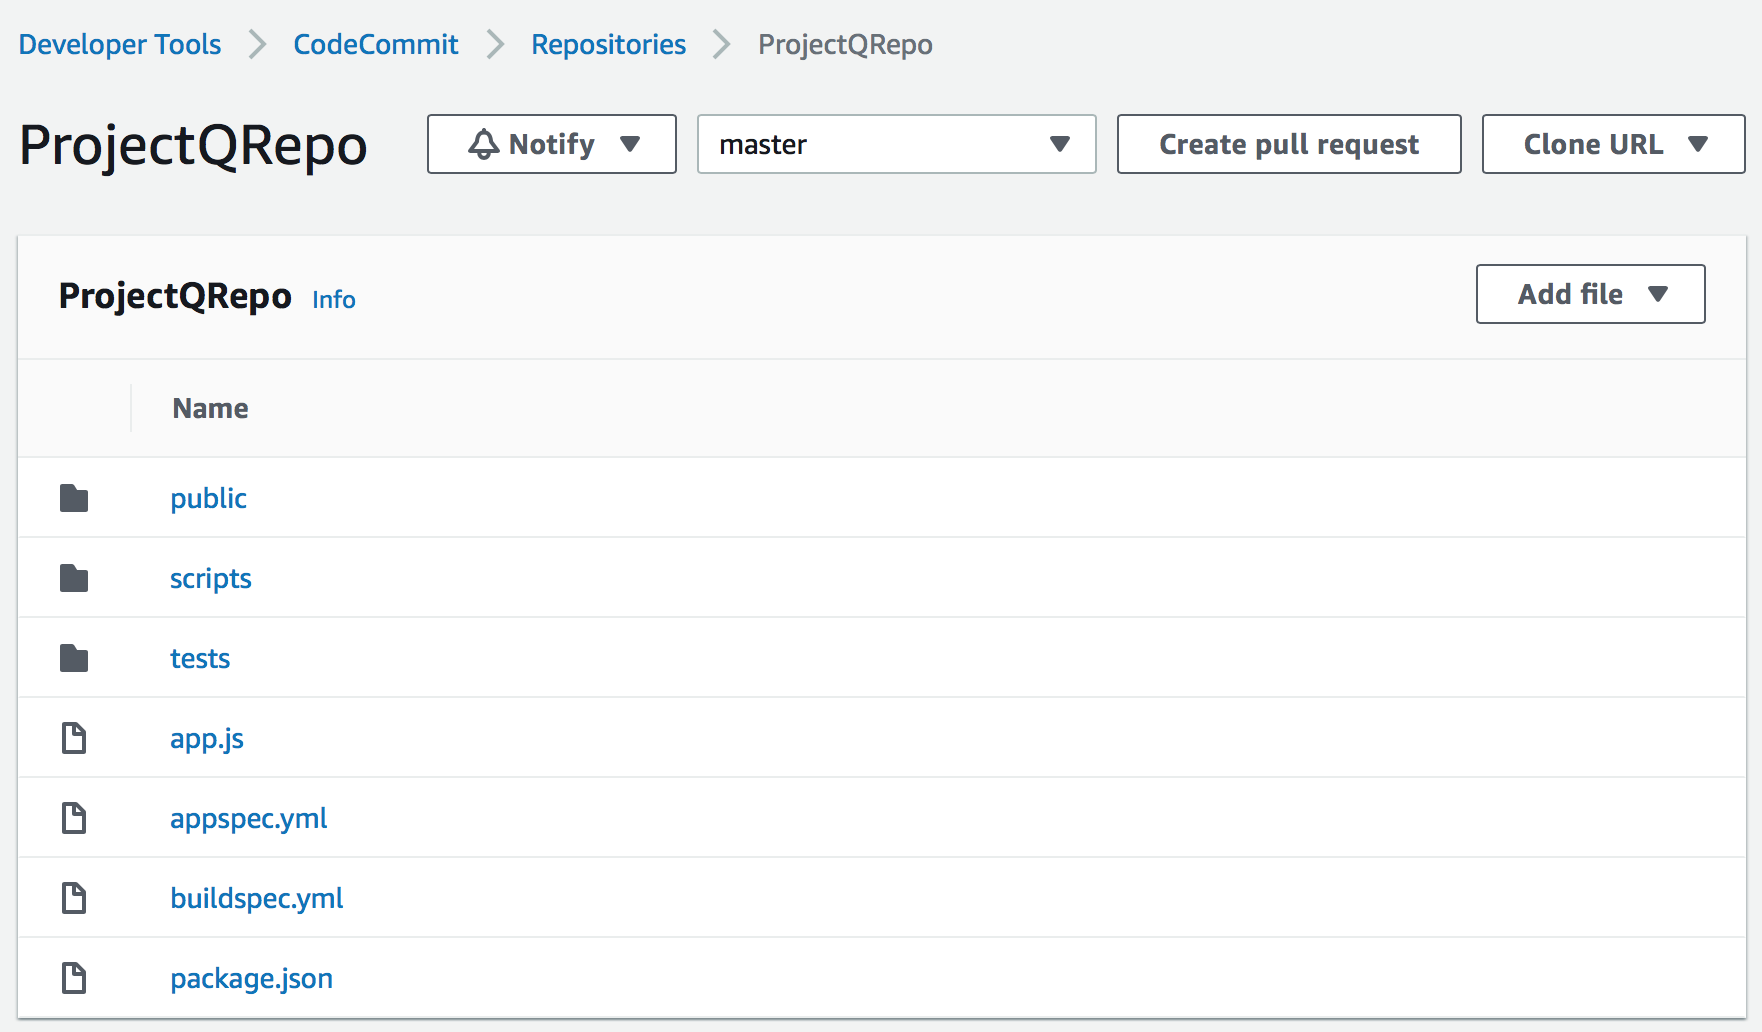 Developer Tools CodeCommit Repositories ProjectQRepo
ProjectQRepo Notify master Create pull request Clone URL
ProjectQRepo Info Add file
Name
public
scripts
tests
app.js
appspec.yml
buildspec.yml
package.json